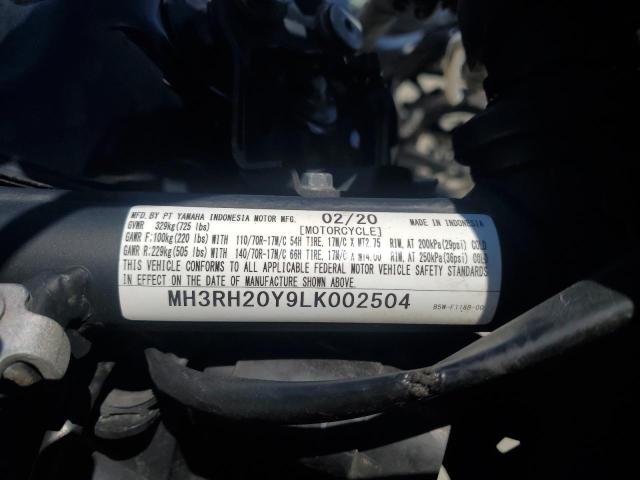 MFD. BY PT YAMAHA INDONESIA MOTOR MFG. 02/20 MADE IN INDONESIA
GVWR 329kg(725 lbs) [MOTORCYCLE]
GAWR F:100kg(220 lbs)WITH 110/70R-17M/C 54H TIRE, 17M/C X MT2.75 RIM, AT 200kPa(29psi) COLD
GAWR R:229kg(505 lbs)WITH 140/70R-17M/C 66H TIRE, 17M/C X MT4.00 RIM, AT 250kPa(36psi) COLD
THIS VEHICLE CONFORMS TO ALL APPLICABLE FEDERAL MOTOR VEHICLE SAFETY STANDARDS
IN EFFECT ON THE DATE OF MANUFACTURE SHOWN ABOVE.
MH3RH20Y9LK002504 B5W-F118B-00